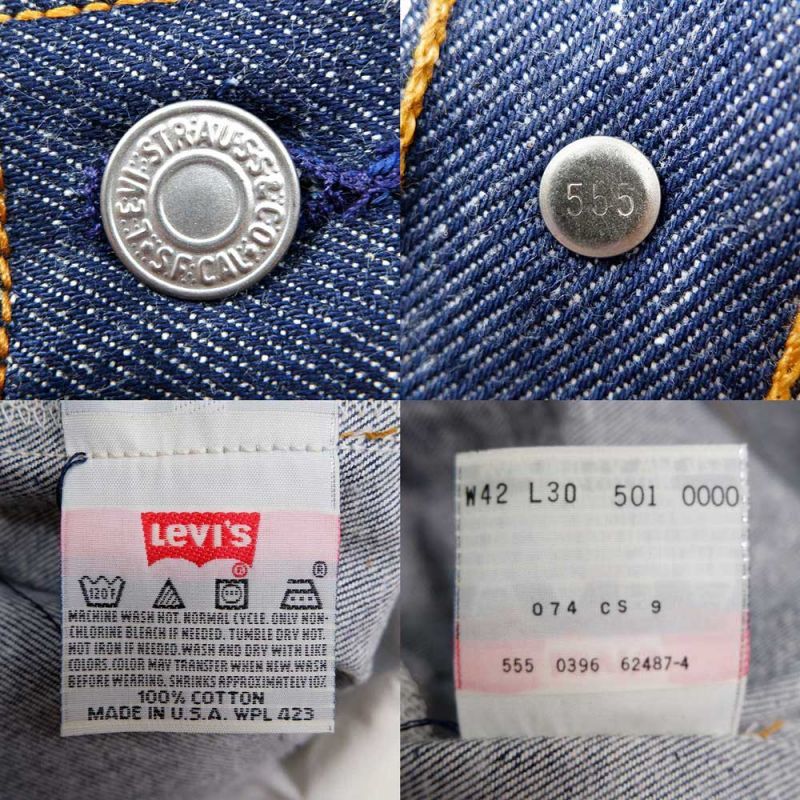 LEVI·STRAUSS & CO
·S.F.CAL·
555
LEVI'S
®
®
120°F
MACHINE WASH HOT. NORMAL CYCLE. ONLY NON-
CHLORINE BLEACH IF NEEDED. TUMBLE DRY HOT.
HOT IRON IF NEEDED. WASH AND DRY WITH LIKE
COLORS. COLOR MAY TRANSFER WHEN NEW. WASH
BEFORE WEARING. SHRINKS APPROXIMATELY 10%
100% COTTON
MADE IN U.S.A. WPL 423
W42 L30 501 0000
074 CS 9
555 0396 62487-4